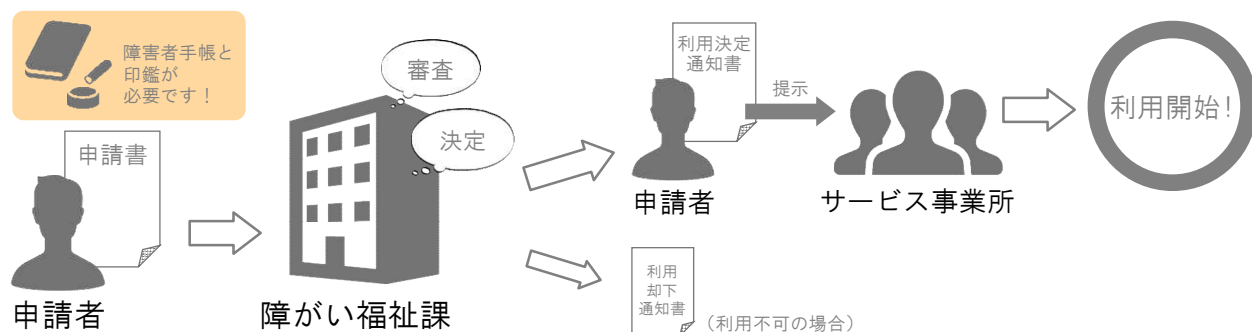 障害者手帳と
印鑑が
必要です！
申請書
申請者
審査
決定
障がい福祉課
利用決定
通知書
申請者
提示
サービス事業所
利用開始！
利用
却下
通知書
（利用不可の場合）